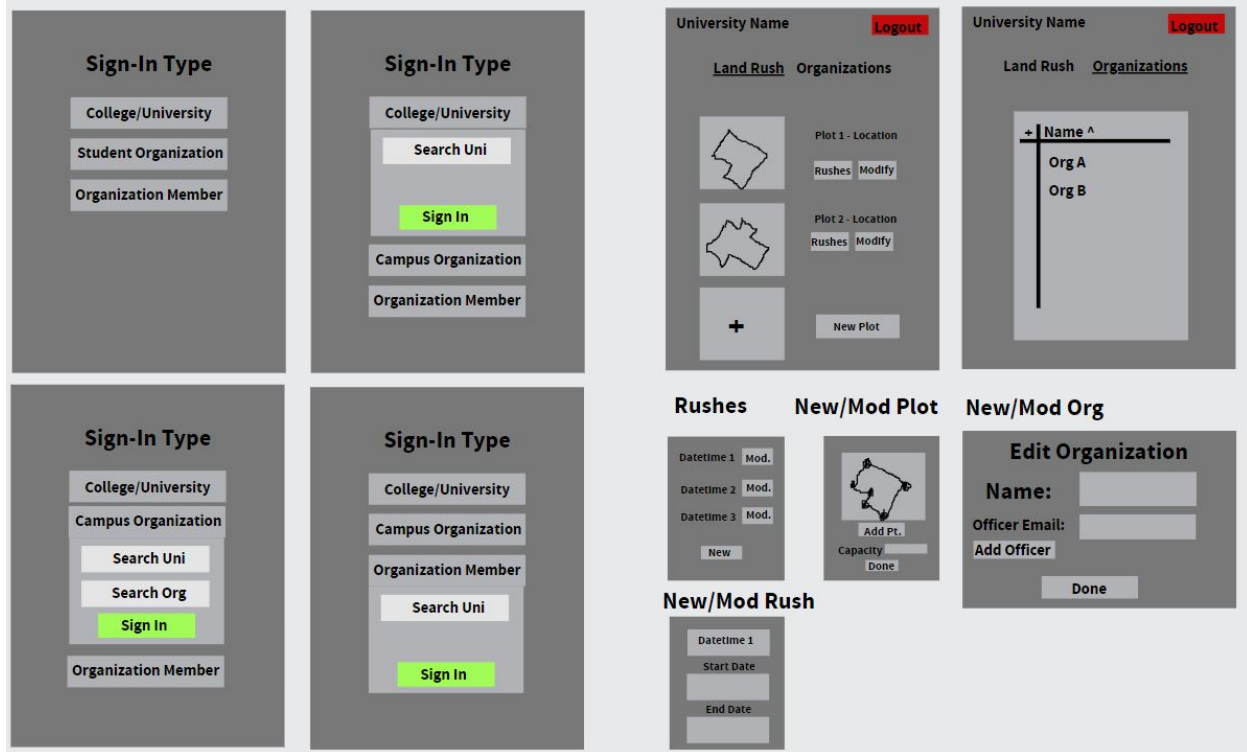 Sign-In Type
College/University
Student Organization
Organization Member
Sign-In Type
College/University
Search Uni
Sign In
Campus Organization
Organization Member
Sign-In Type
College/University
Campus Organization
Search Uni
Search Org
Sign In
Organization Member
Sign-In Type
College/University
Campus Organization
Organization Member
Search Uni
Sign In
University Name
Logout
Land Rush Organizations
Plot 1 - Location
Rushes Modify
Plot 2 - Location
Rushes Modify
+
New Plot
University Name
Logout
Land Rush Organizations
+ Name ^
Org A
Org B
Rushes
Datetime 1 Mod.
Datetime 2 Mod.
Datetime 3 Mod.
New
New/Mod Plot
Add Pt.
Capacity
Done
New/Mod Org
Edit Organization
Name:
Officer Email:
Add Officer
Done
New/Mod Rush
Datetime 1
Start Date
End Date